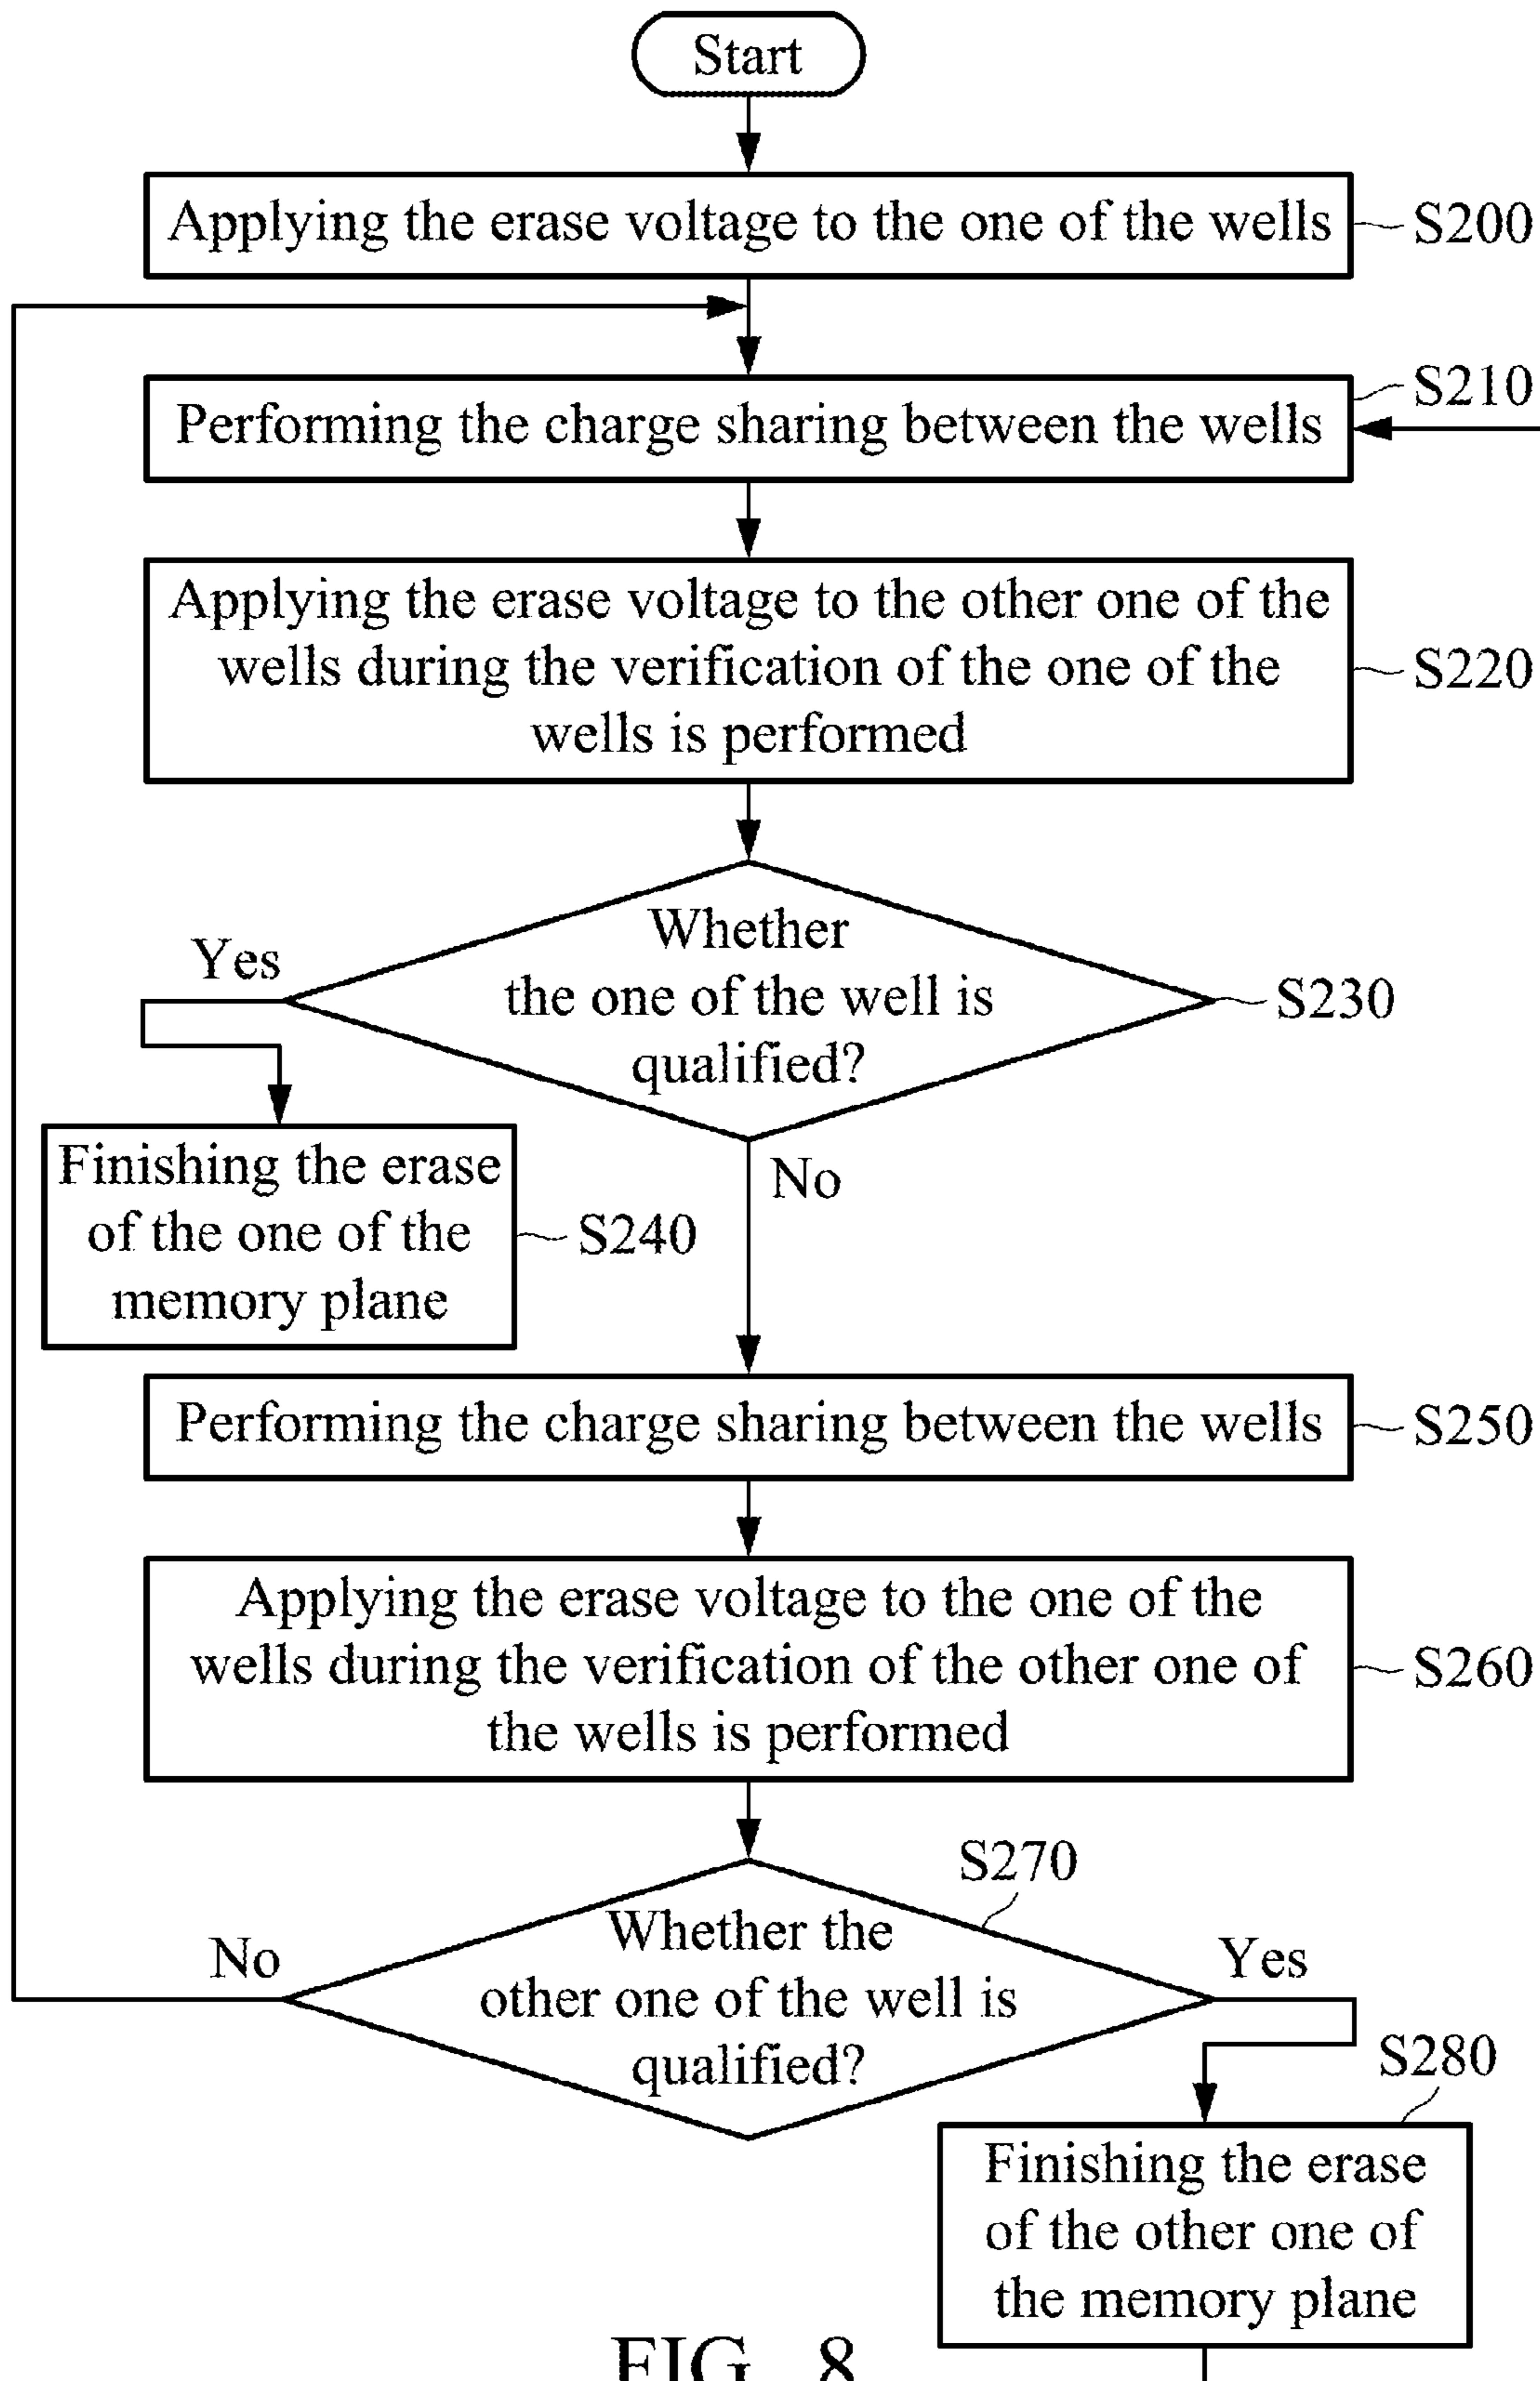 Start
Applying the erase voltage to the one of the wells
S200
Performing the charge sharing between the wells
S210
Applying the erase voltage to the other one of the
wells during the verification of the one of the
wells is performed
S220
Whether
the one of the well is
qualified?
S230
Yes
No
Finishing the erase
of the one of the
memory plane
S240
Performing the charge sharing between the wells
S250
Applying the erase voltage to the one of the
wells during the verification of the other one of
the wells is performed
S260
S270
Whether the
other one of the well is
qualified?
No
Yes
S280
Finishing the erase
of the other one of
the memory plane
FIG. 8